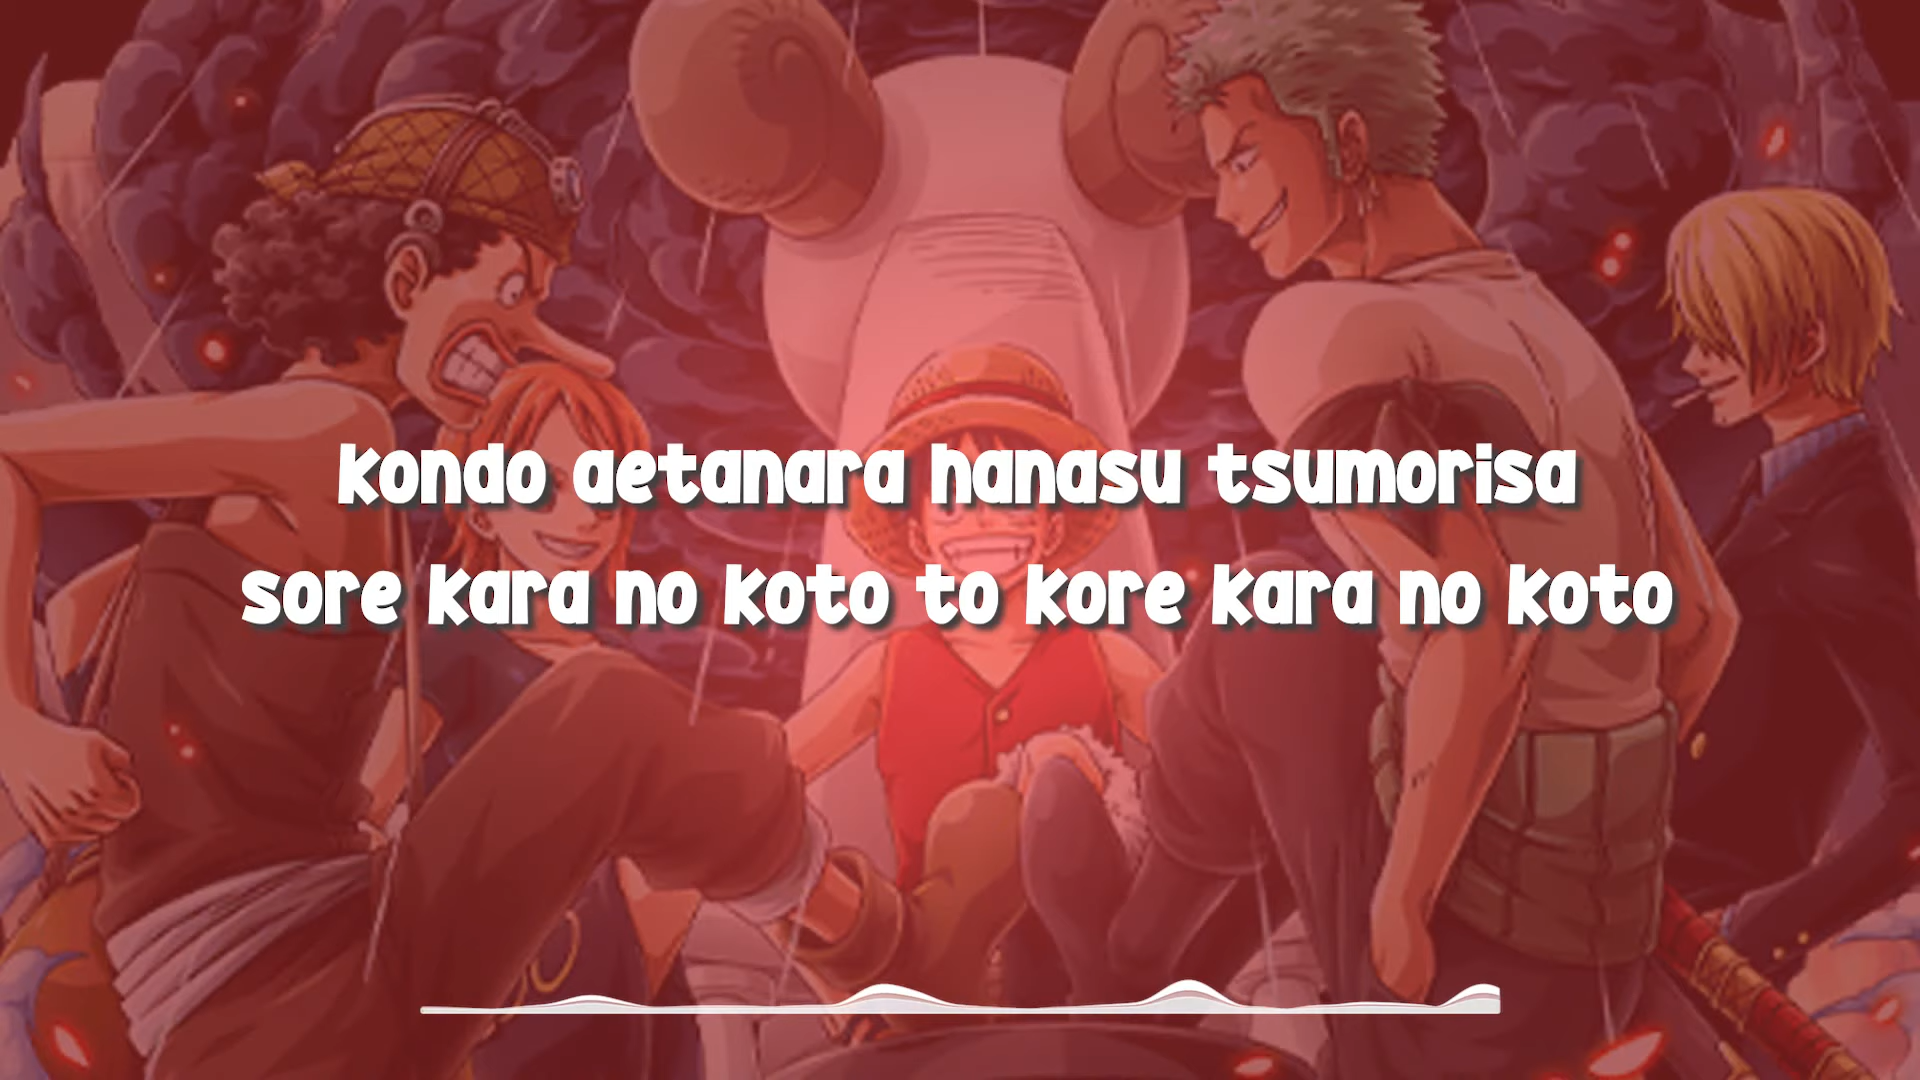 kondo aetanara hanasu tsumorisa
sore kara no koto to kore kara no koto